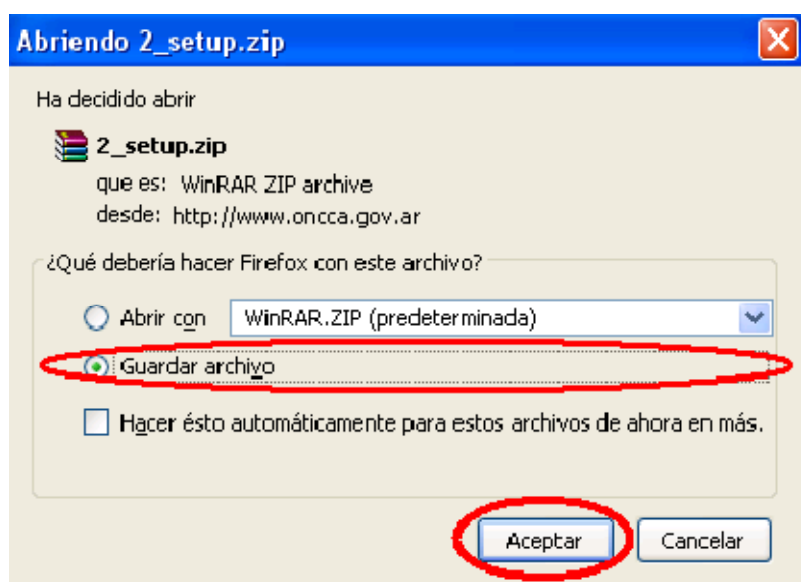 Abriendo 2_setup.zip
Ha decidido abrir
2_setup.zip
que es: WinRAR ZIP archive
desde: http://www.oncca.gov.ar
¿Qué debería hacer Firefox con este archivo?
Abrir con WinRAR.ZIP (predeterminada)
Guardar archivo
Hacer ésto automáticamente para estos archivos de ahora en más.
Aceptar Cancelar